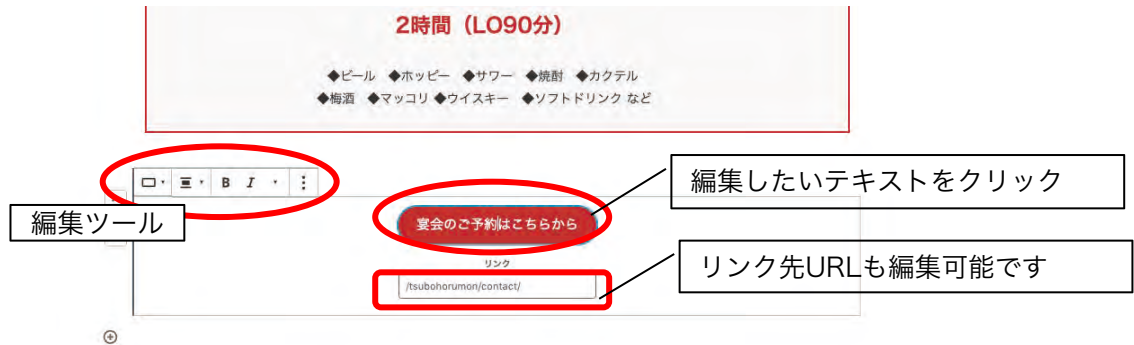 2時間（LO90分）
◆ビール ◆ホッピー ◆サワー ◆焼酎 ◆カクテル
◆梅酒 ◆マッコリ ◆ウイスキー ◆ソフトドリンク など
B I
編集ツール
編集したいテキストをクリック
宴会のご予約はこちらから
リンク
/tsubohorumon/contact/
リンク先URLも編集可能です